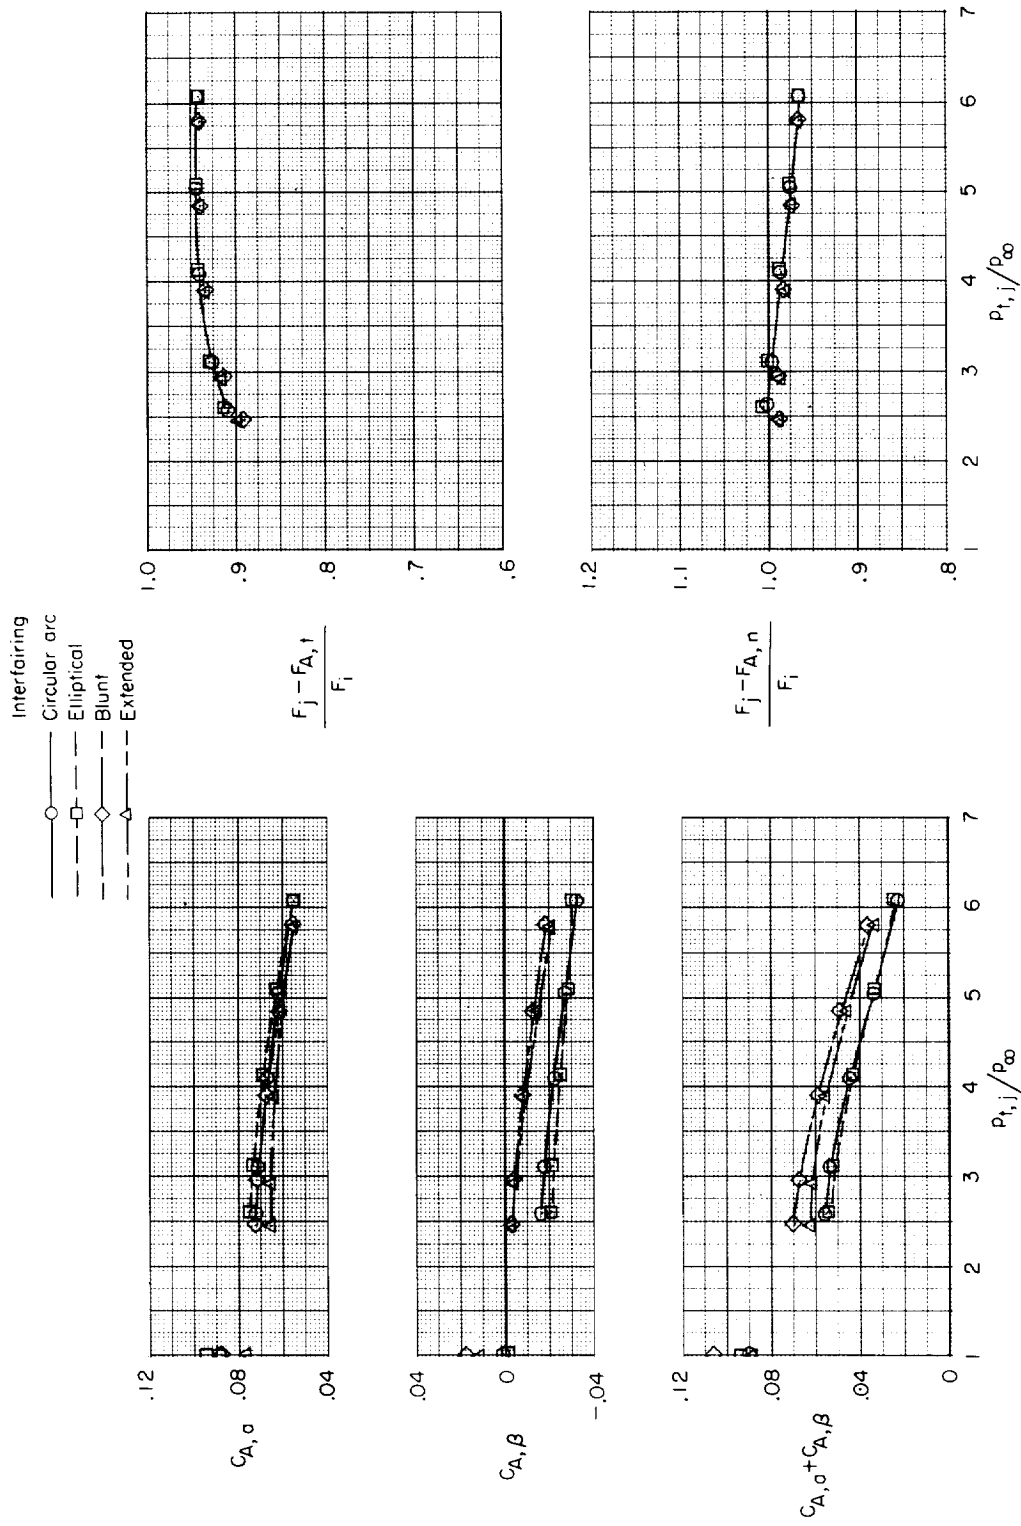 Interfairing
Circular arc
Elliptical
Blunt
Extended
.12
.08
.04
C_A,a
.04
0
-.04
C_A,β
.12
.08
.04
0
C_A,a + C_A,β
1 2 3 4 5 6 7
p_t,j/p_∞
1.0
.9
.8
.7
.6
F_j – F_A,t
F_i
1.2
1.1
1.0
.9
.8
F_j – F_A,n
F_i
1 2 3 4 5 6 7
p_t,j/p_∞